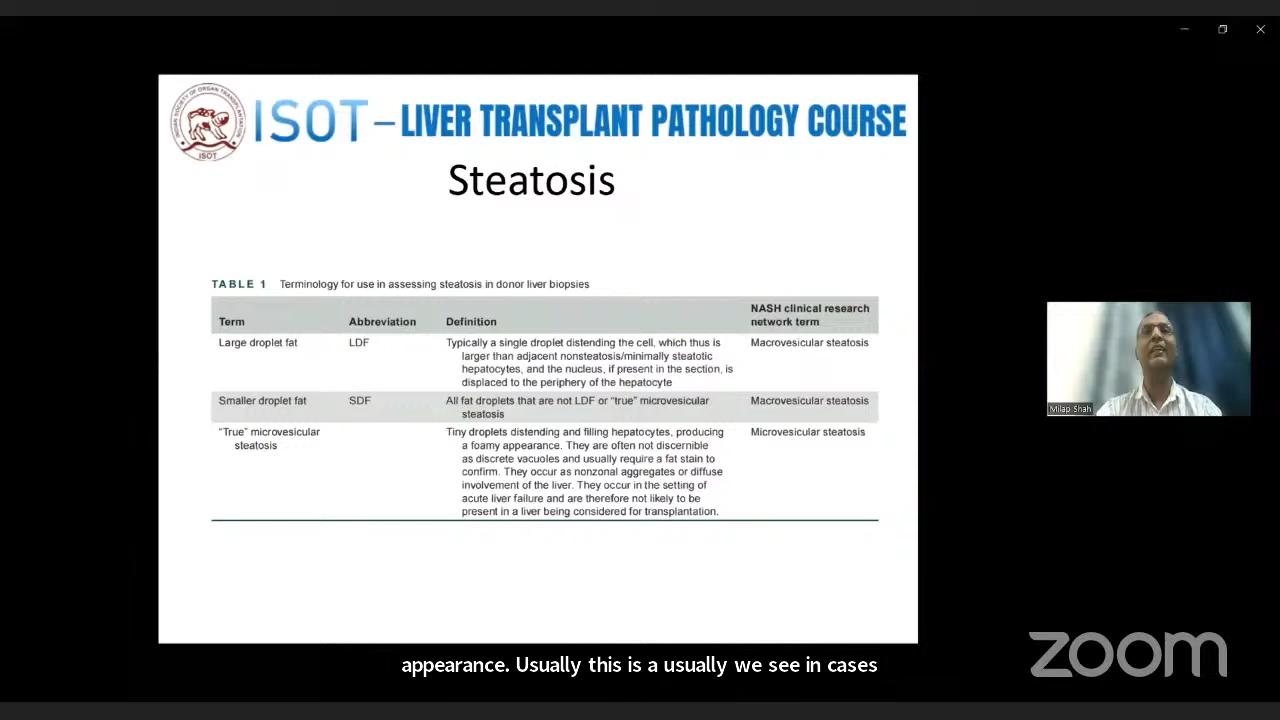 INDIAN SOCIETY OF ORGAN TRANSPLANTATION
ISOT
ISOT – LIVER TRANSPLANT PATHOLOGY COURSE
Steatosis
TABLE 1 Terminology for use in assessing steatosis in donor liver biopsies
Term Abbreviation Definition NASH clinical research network term
Large droplet fat LDF Typically a single droplet distending the cell, which thus is Macrovesicular steatosis
larger than adjacent nonsteatosis/minimally steatotic
hepatocytes, and the nucleus, if present in the section, is
displaced to the periphery of the hepatocyte
Smaller droplet fat SDF All fat droplets that are not LDF or “true” microvesicular Macrovesicular steatosis
steatosis
“True” microvesicular Tiny droplets distending and filling hepatocytes, producing Microvesicular steatosis
steatosis a foamy appearance. They are often not discernible
as discrete vacuoles and usually require a fat stain to
confirm. They occur as nonzonal aggregates or diffuse
involvement of the liver. They occur in the setting of
acute liver failure and are therefore not likely to be
present in a liver being considered for transplantation.
Milap Shah
appearance. Usually this is a usually we see in cases
zoom